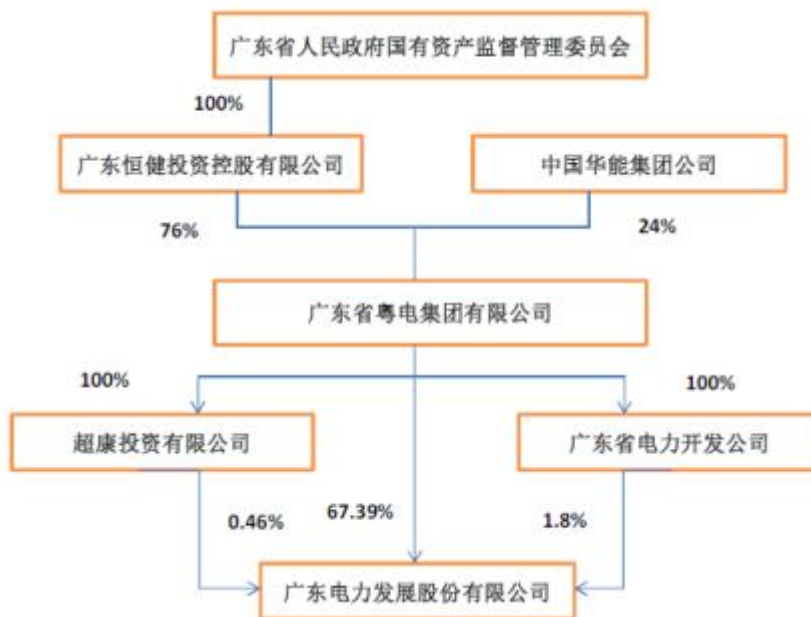 广东省人民政府国有资产监督管理委员会
100%
广东恒健投资控股有限公司
中国华能集团公司
76%
24%
广东省粤电集团有限公司
100%
100%
超康投资有限公司
广东省电力开发公司
0.46%
67.39%
1.8%
广东电力发展股份有限公司